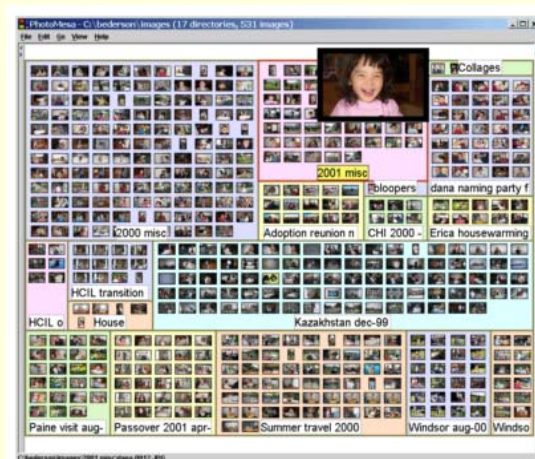 PhotoMesa - C:\bederson\images (17 directories, 531 images)
File Edit Go View Help
Collages
2001 misc
bloopers
dana naming party f
2000 misc
Adoption reunion n
CHI 2000 -
Erica housewarming
HCIL transition
HCIL o
House
Kazakhstan dec-99
Paine visit aug-
Passover 2001 apr-
Summer travel 2000
Windsor aug-00
Windso